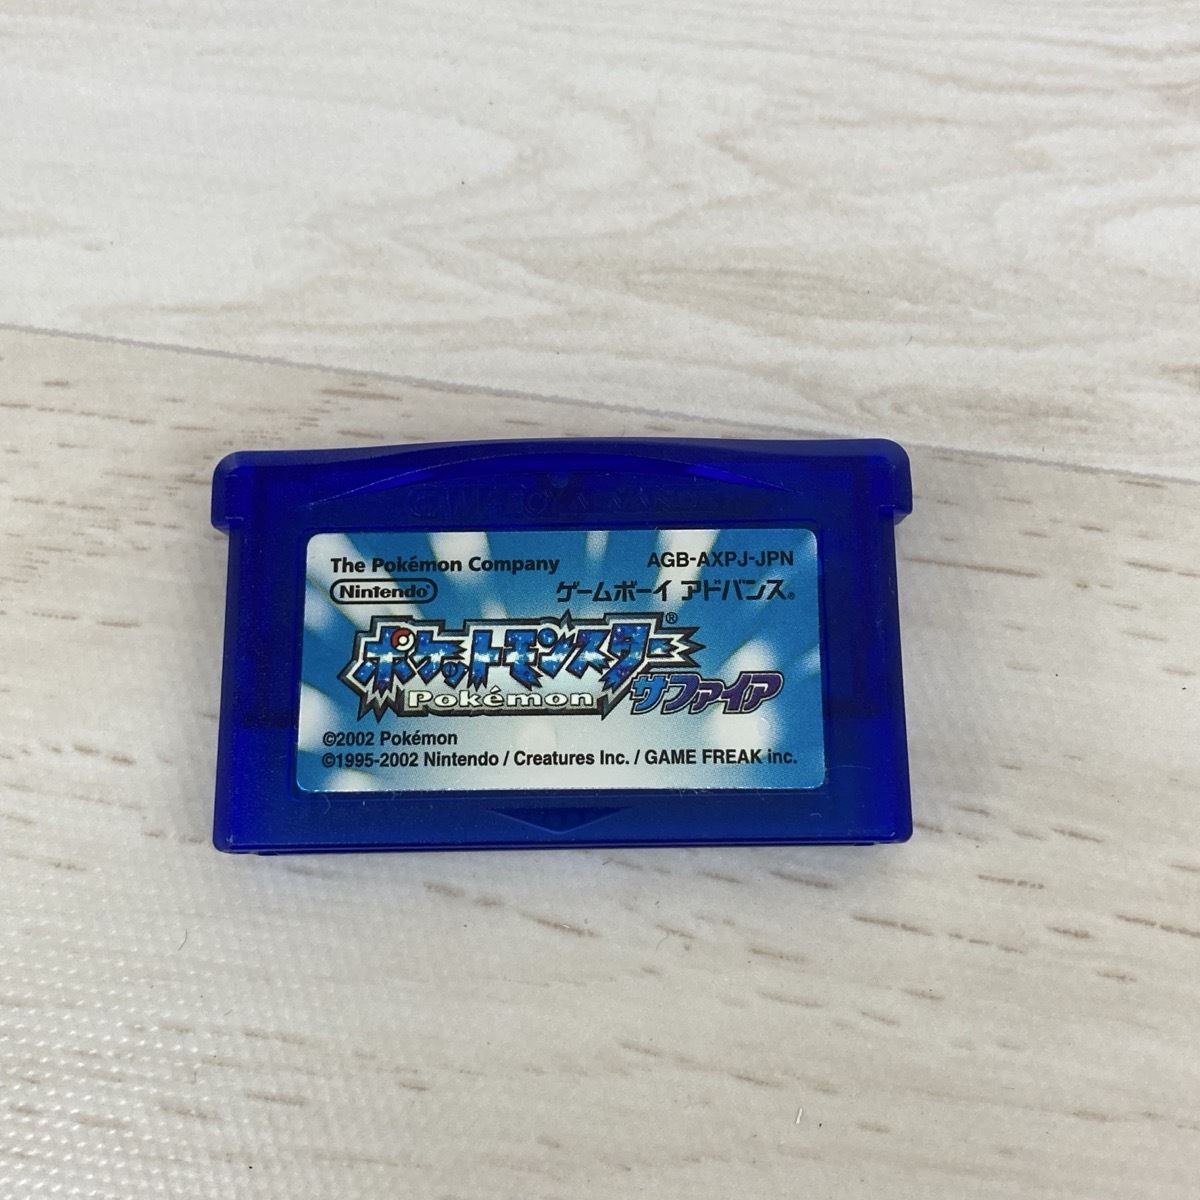 GAME BOY ADVANCE
The Pokémon Company AGB-AXPJ-JPN
Nintendo® ゲームボーイ アドバンス®
ポケットモンスター®
Pokémon サファイア
©2002 Pokémon
©1995-2002 Nintendo / Creatures Inc. / GAME FREAK inc.